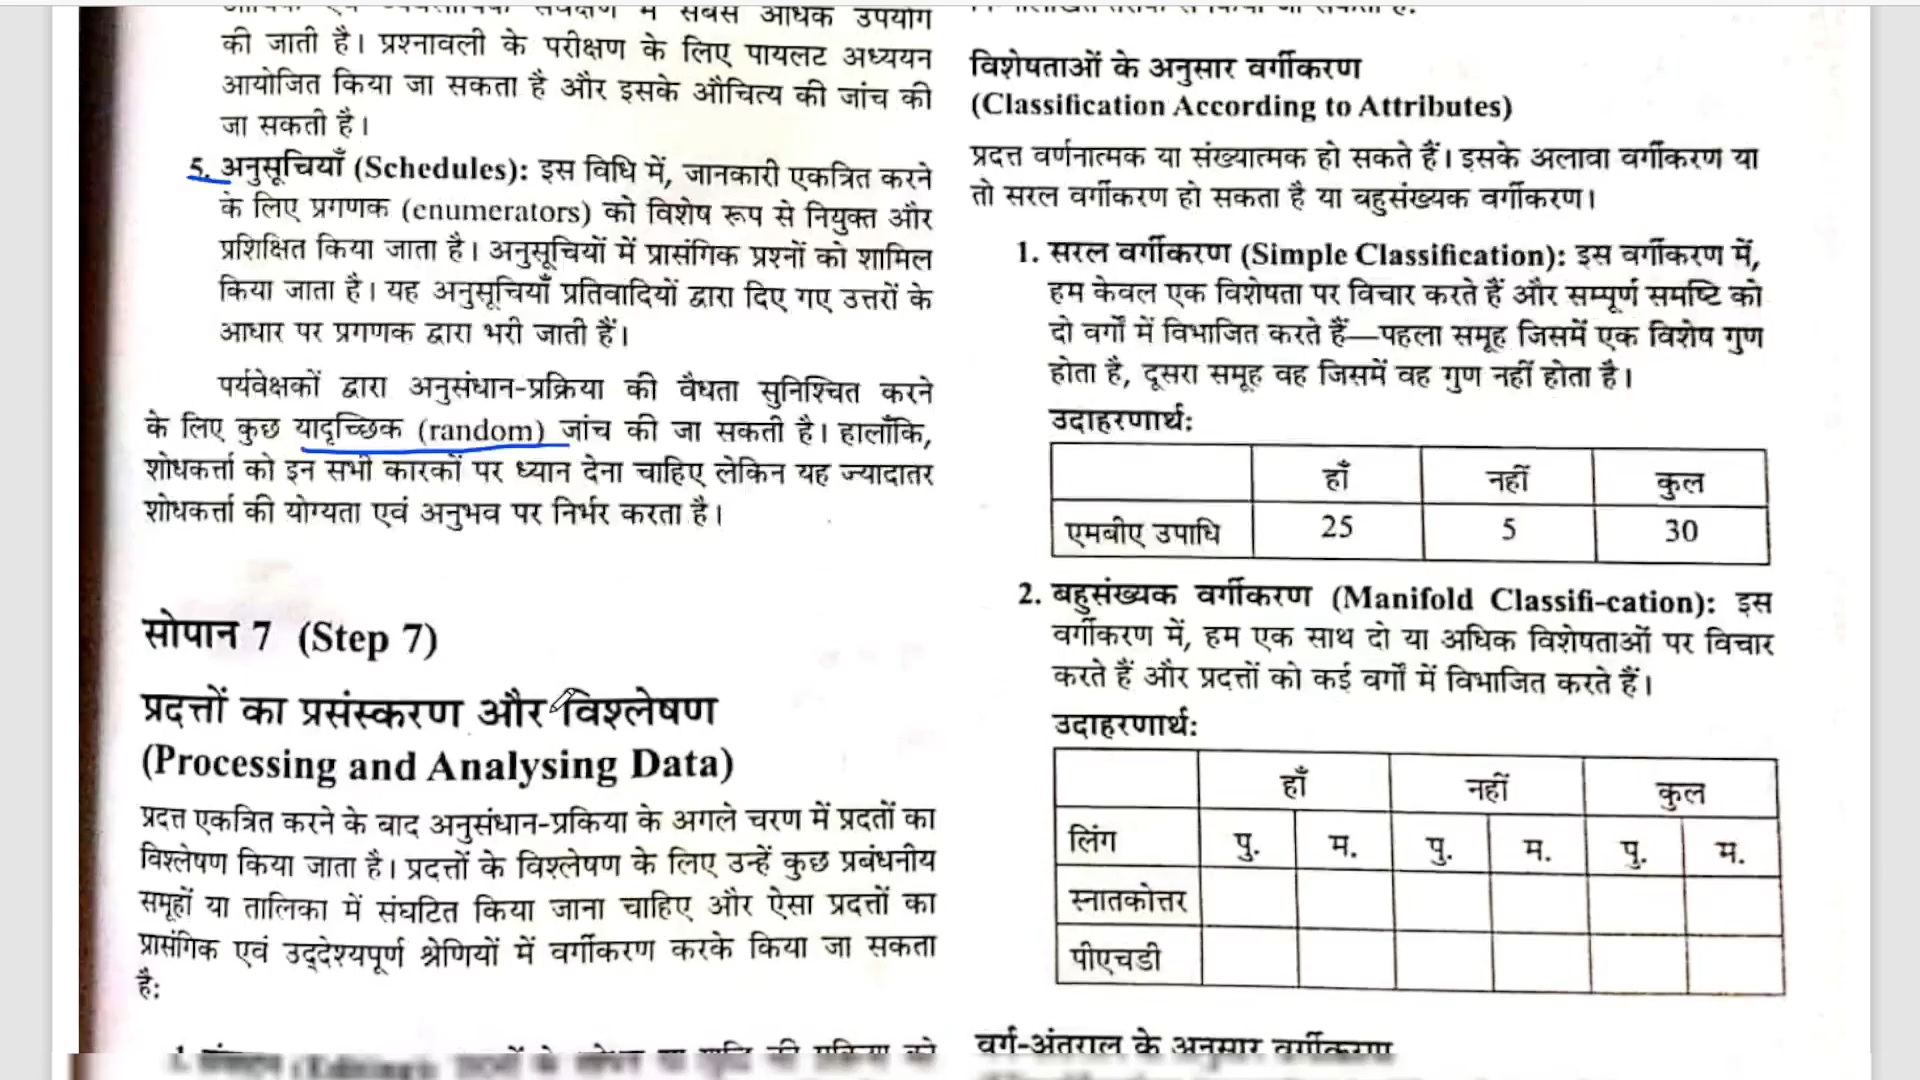 की जाती है। प्रश्नावली के परीक्षण के लिए पायलट अध्ययन
आयोजित किया जा सकता है और इसके औचित्य की जांच की
जा सकती है।
5. अनुसूचियाँ (Schedules): इस विधि में, जानकारी एकत्रित करने
के लिए प्रगणक (enumerators) को विशेष रूप से नियुक्त और
प्रशिक्षित किया जाता है। अनुसूचियों में प्रासंगिक प्रश्नों को शामिल
किया जाता है। यह अनुसूचियाँ प्रतिवादियों द्वारा दिए गए उत्तरों के
आधार पर प्रगणक द्वारा भरी जाती हैं।
पर्यवेक्षकों द्वारा अनुसंधान-प्रक्रिया की वैधता सुनिश्चित करने
के लिए कुछ यादृच्छिक (random) जांच की जा सकती है। हालाँकि,
शोधकर्त्ता को इन सभी कारकों पर ध्यान देना चाहिए लेकिन यह ज्यादातर
शोधकर्त्ता की योग्यता एवं अनुभव पर निर्भर करता है।
सोपान 7 (Step 7)
प्रदत्तों का प्रसंस्करण और विश्लेषण
(Processing and Analysing Data)
प्रदत्त एकत्रित करने के बाद अनुसंधान-प्रकिया के अगले चरण में प्रदतों का
विश्लेषण किया जाता है। प्रदत्तों के विश्लेषण के लिए उन्हें कुछ प्रबंधनीय
समूहों या तालिका में संघटित किया जाना चाहिए और ऐसा प्रदत्तों का
प्रासंगिक एवं उद्देश्यपूर्ण श्रेणियों में वर्गीकरण करके किया जा सकता
है:
विशेषताओं के अनुसार वर्गीकरण
(Classification According to Attributes)
प्रदत्त वर्णनात्मक या संख्यात्मक हो सकते हैं। इसके अलावा वर्गीकरण या
तो सरल वर्गीकरण हो सकता है या बहुसंख्यक वर्गीकरण।
1. सरल वर्गीकरण (Simple Classification): इस वर्गीकरण में,
हम केवल एक विशेषता पर विचार करते हैं और सम्पूर्ण समष्टि को
दो वर्गों में विभाजित करते हैं—पहला समूह जिसमें एक विशेष गुण
होता है, दूसरा समूह वह जिसमें वह गुण नहीं होता है।
उदाहरणार्थ:
हाँ नहीं कुल
एमबीए उपाधि 25 5 30
2. बहुसंख्यक वर्गीकरण (Manifold Classifi-cation): इस
वर्गीकरण में, हम एक साथ दो या अधिक विशेषताओं पर विचार
करते हैं और प्रदत्तों को कई वर्गों में विभाजित करते हैं।
उदाहरणार्थ:
हाँ नहीं कुल
लिंग पु. म. पु. म. पु. म.
स्नातकोत्तर
पीएचडी
वर्ग-अंतराल के अनुसार वर्गीकरण